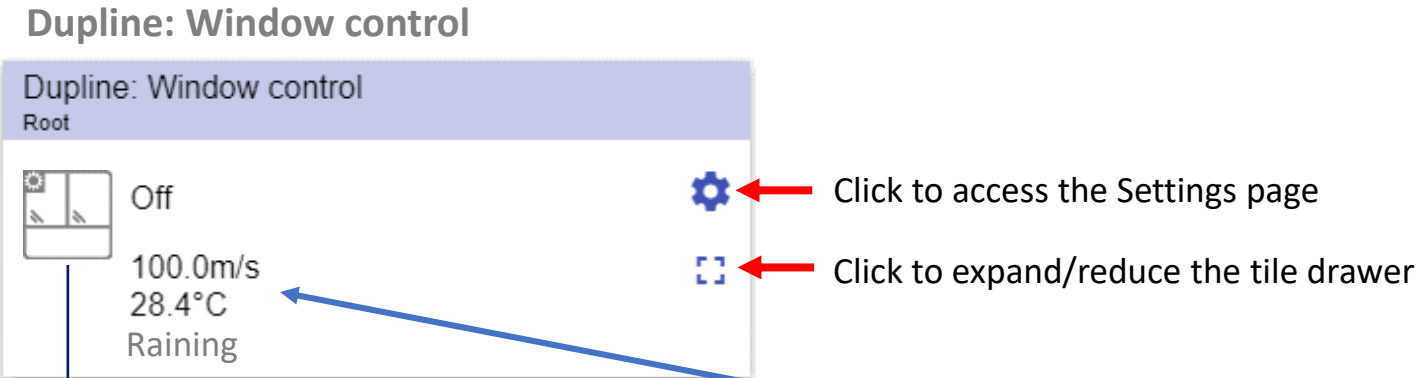 Dupline: Window control
Dupline: Window control
Root
Off
Click to access the Settings page
100.0m/s
28.4°C
Raining
Click to expand/reduce the tile drawer